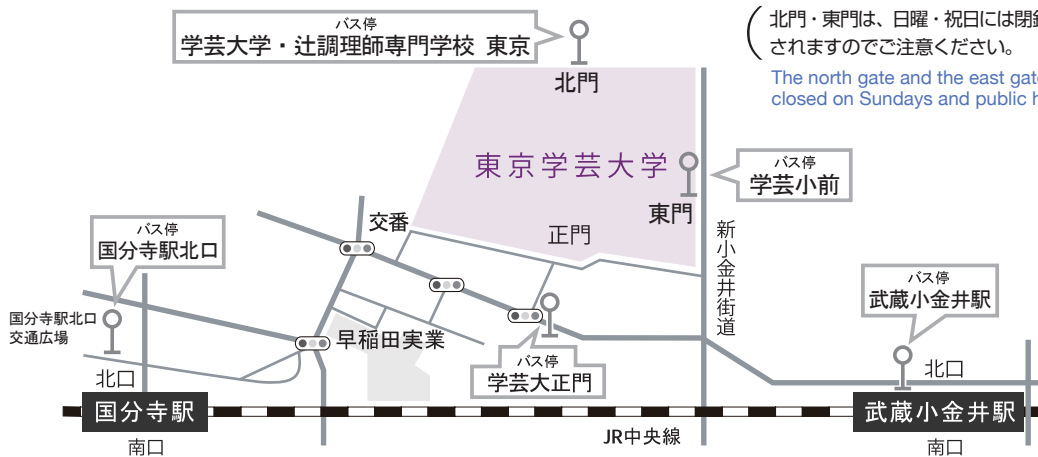 バス停
学芸大学・辻調理師専門学校 東京
北門
(北門・東門は、日曜・祝日には閉鎖
されますのでご注意ください。
The north gate and the east gate
closed on Sundays and public h
東京学芸大学
東門
バス停
学芸小前
正門
交番
新小金井街道
バス停
国分寺駅北口
国分寺駅北口
交通広場
早稲田実業
バス停
学芸大正門
バス停
武蔵小金井駅
北口
国分寺駅
南口
JR中央線
北口
武蔵小金井駅
南口